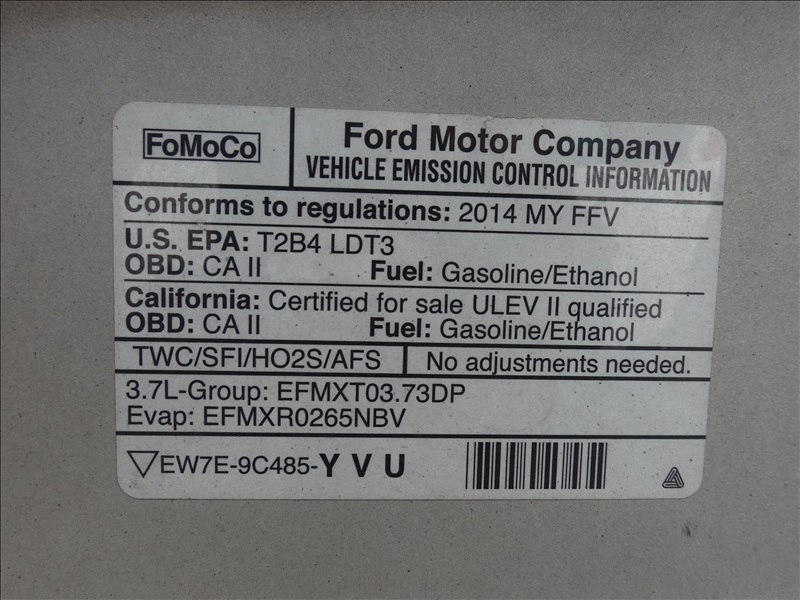 FoMoCo
Ford Motor Company
VEHICLE EMISSION CONTROL INFORMATION
Conforms to regulations: 2014 MY FFV
U.S. EPA: T2B4 LDT3
OBD: CA II Fuel: Gasoline/Ethanol
California: Certified for sale ULEV II qualified
OBD: CA II Fuel: Gasoline/Ethanol
TWC/SFI/HO2S/AFS No adjustments needed.
3.7L-Group: EFMXT03.73DP
Evap: EFMXR0265NBV
EW7E-9C485-Y V U